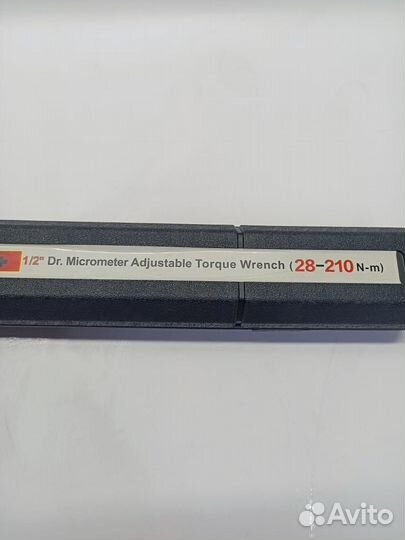 1/2" Dr. Micrometer Adjustable Torque Wrench (28-210 N-m)
Avito